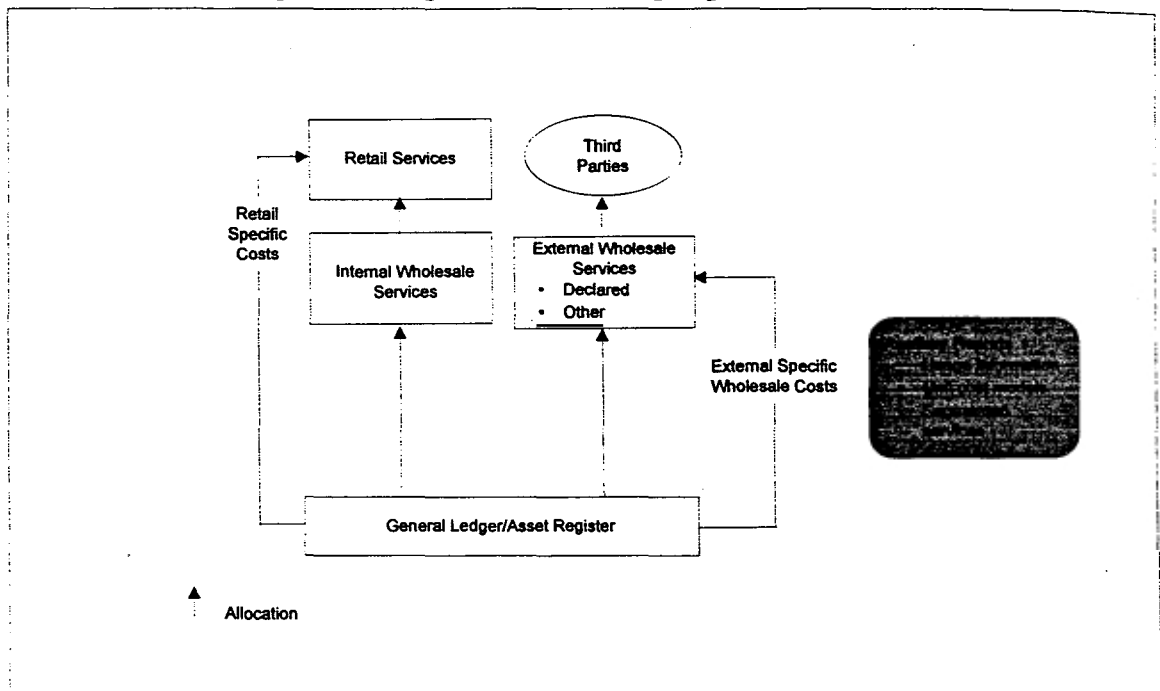 Retail Services
Third
Parties
Retail
Specific
Costs
Internal Wholesale
Services
External Wholesale
Services
• Declared
• Other
External Specific
Wholesale Costs
General Ledger/Asset Register
Allocation